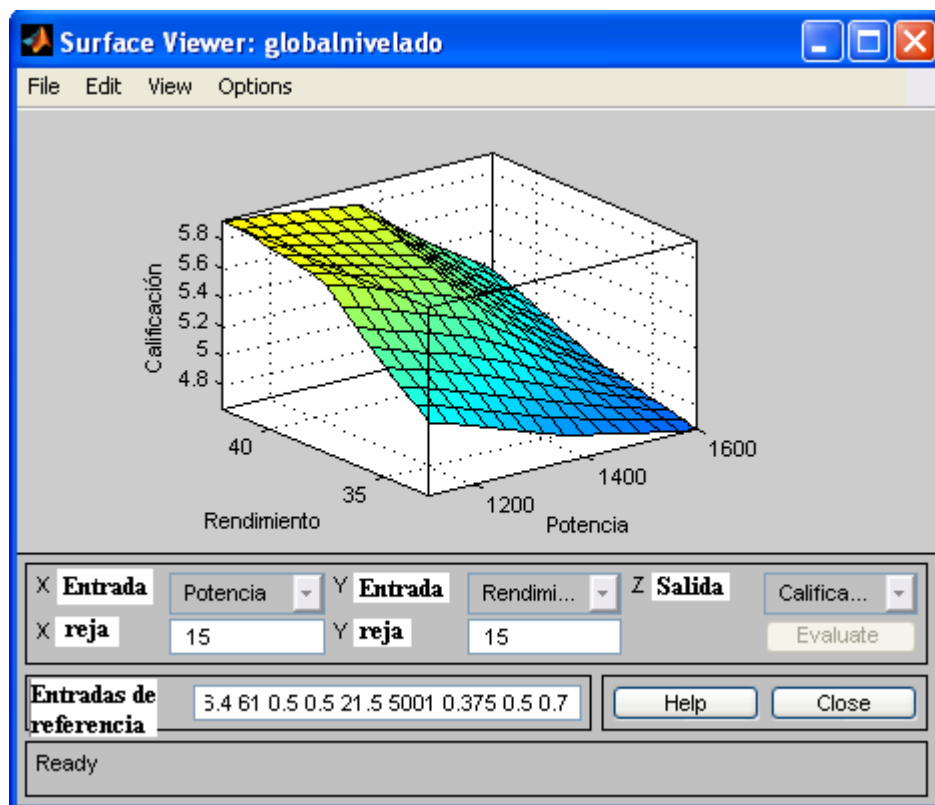 Surface Viewer: globalnivelado
File Edit View Options
5.8
5.6
5.4
5.2
5
4.8
Calificación
40
35
Rendimiento
1200
1400
1600
Potencia
X Entrada Potencia Y Entrada Rendimi... Z Salida Califica...
X reja 15 Y reja 15 Evaluate
Entradas de
referencia
3.4 61 0.5 0.5 21.5 5001 0.375 0.5 0.7
Help Close
Ready